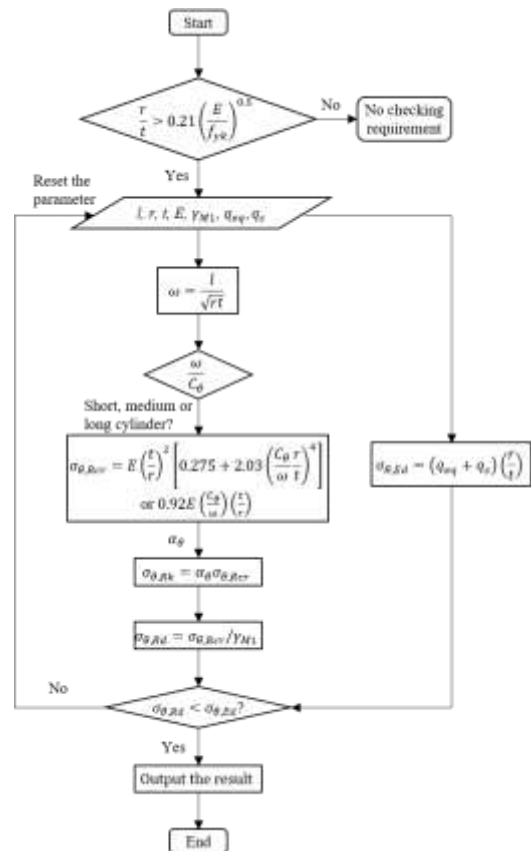 Start
r/t > 0.21 (E/f_yk)^0.5
No
No checking
requirement
Yes
Reset the
parameter
l, r, t, E, γ_M1, q_eq, q_s
ω = l/√(rt)
ω/C_θ
Short, medium or
long cylinder?
σ_θ,Rcr = E (t/r)^2 [0.275 + 2.03 (C_θ/ω r/t)^4]
or 0.92E (C_θ/ω) (t/r)
σ_θ,Ed = (q_eq + q_s) (r/t)
α_θ
σ_θ,Rk = α_θ σ_θ,Rcr
σ_θ,Rd = σ_θ,Rcr/γ_M1
No
σ_θ,Rd < σ_θ,Ed?
Yes
Output the result
End